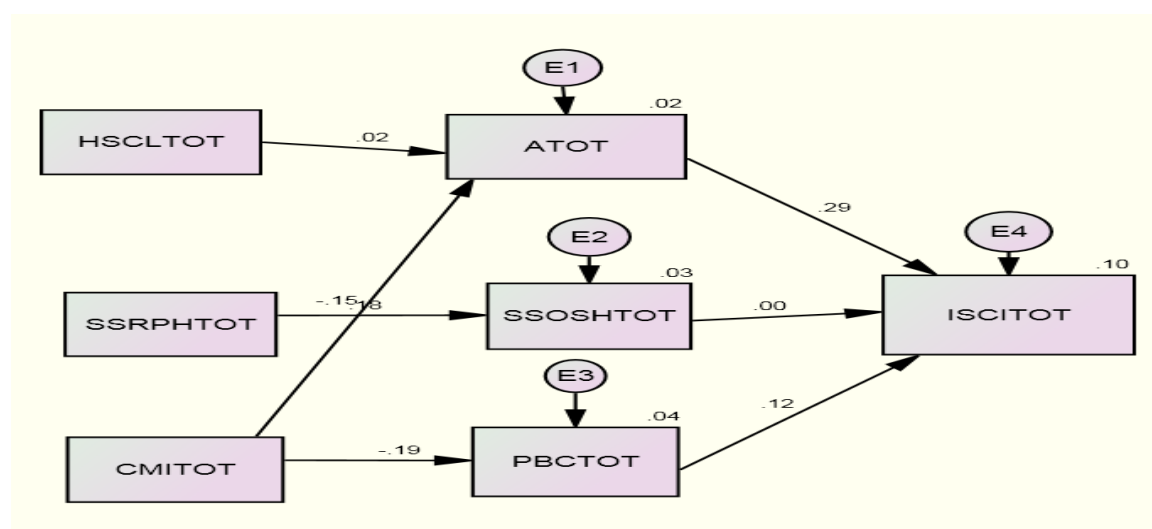 E1
.02
HSCLTOT
.02
ATOT
.29
E2
E4
.03
.10
-.15
.18
SSRPHTOT
SSOSHTOT
.00
ISCITOT
E3
.04
.12
CMITOT
-.19
PBCTOT